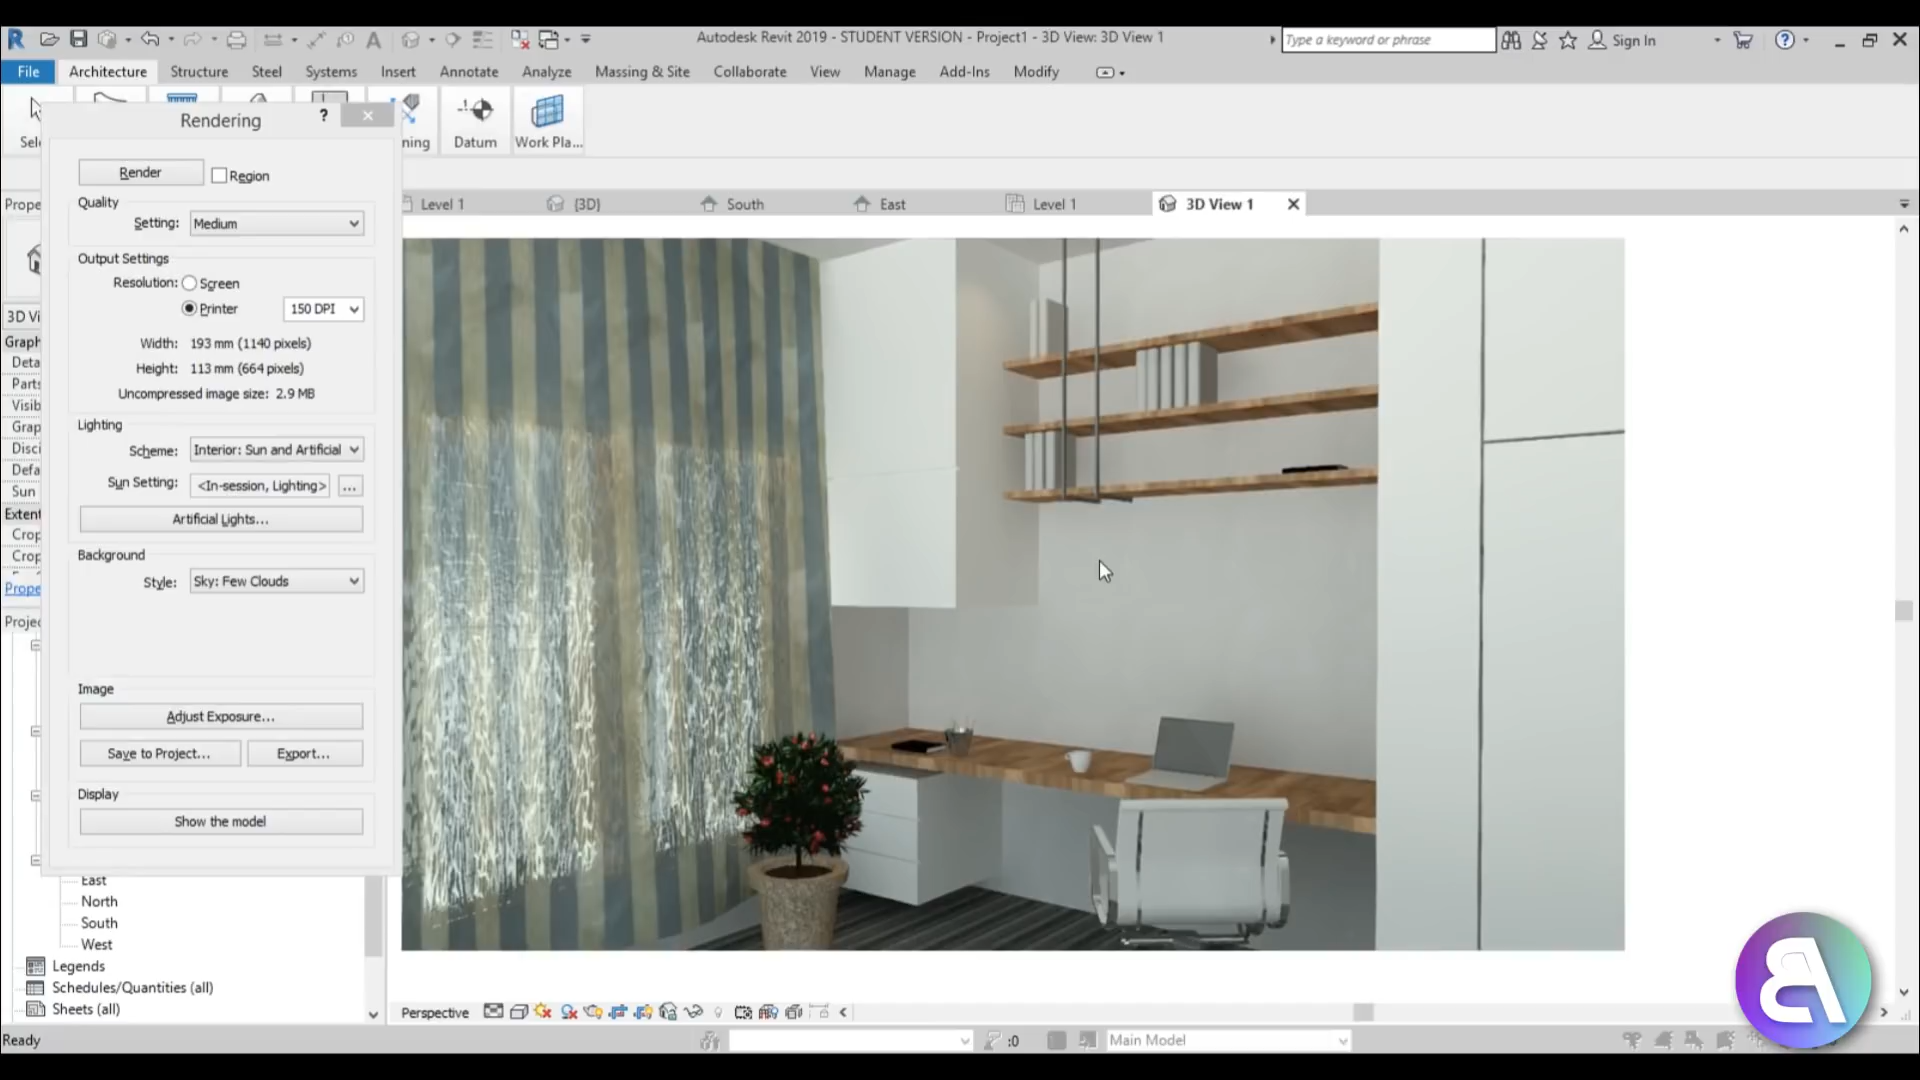 Autodesk Revit 2019 - STUDENT VERSION - Project1 - 3D View: 3D View 1
Type a keyword or phrase
Sign In
File
Architecture
Structure
Steel
Systems
Insert
Annotate
Analyze
Massing & Site
Collaborate
View
Manage
Add-Ins
Modify
Datum
Work Pla...
Rendering
?
Render
Region
Quality
Setting:
Medium
Output Settings
Resolution:
Screen
Printer
150 DPI
Width: 193 mm (1140 pixels)
Height: 113 mm (664 pixels)
Uncompressed image size: 2.9 MB
Lighting
Scheme:
Interior: Sun and Artificial
Sun Setting:
<In-session, Lighting>
...
Artificial Lights...
Background
Style:
Sky: Few Clouds
Image
Adjust Exposure...
Save to Project...
Export...
Display
Show the model
Level 1
{3D}
South
East
Level 1
3D View 1
East
North
South
West
Legends
Schedules/Quantities (all)
Sheets (all)
Perspective
Ready
:0
Main Model